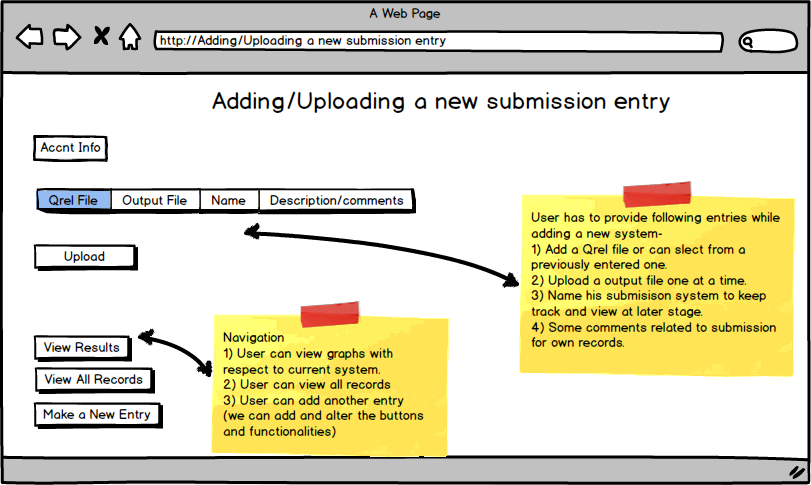 A Web Page
http://Adding/Uploading a new submission entry
Adding/Uploading a new submission entry
Accnt Info
Qrel File Output File Name Description/comments
Upload
User has to provide following entries while
adding a new system-
1) Add a Qrel file or can slect from a
previously entered one.
2) Upload a output file one at a time.
3) Name his submisison system to keep
track and view at later stage.
4) Some comments related to submission
for own records.
View Results
View All Records
Make a New Entry
Navigation
1) User can view graphs with
respect to current system.
2) User can view all records
3) User can add another entry
(we can add and alter the buttons
and functionalities)